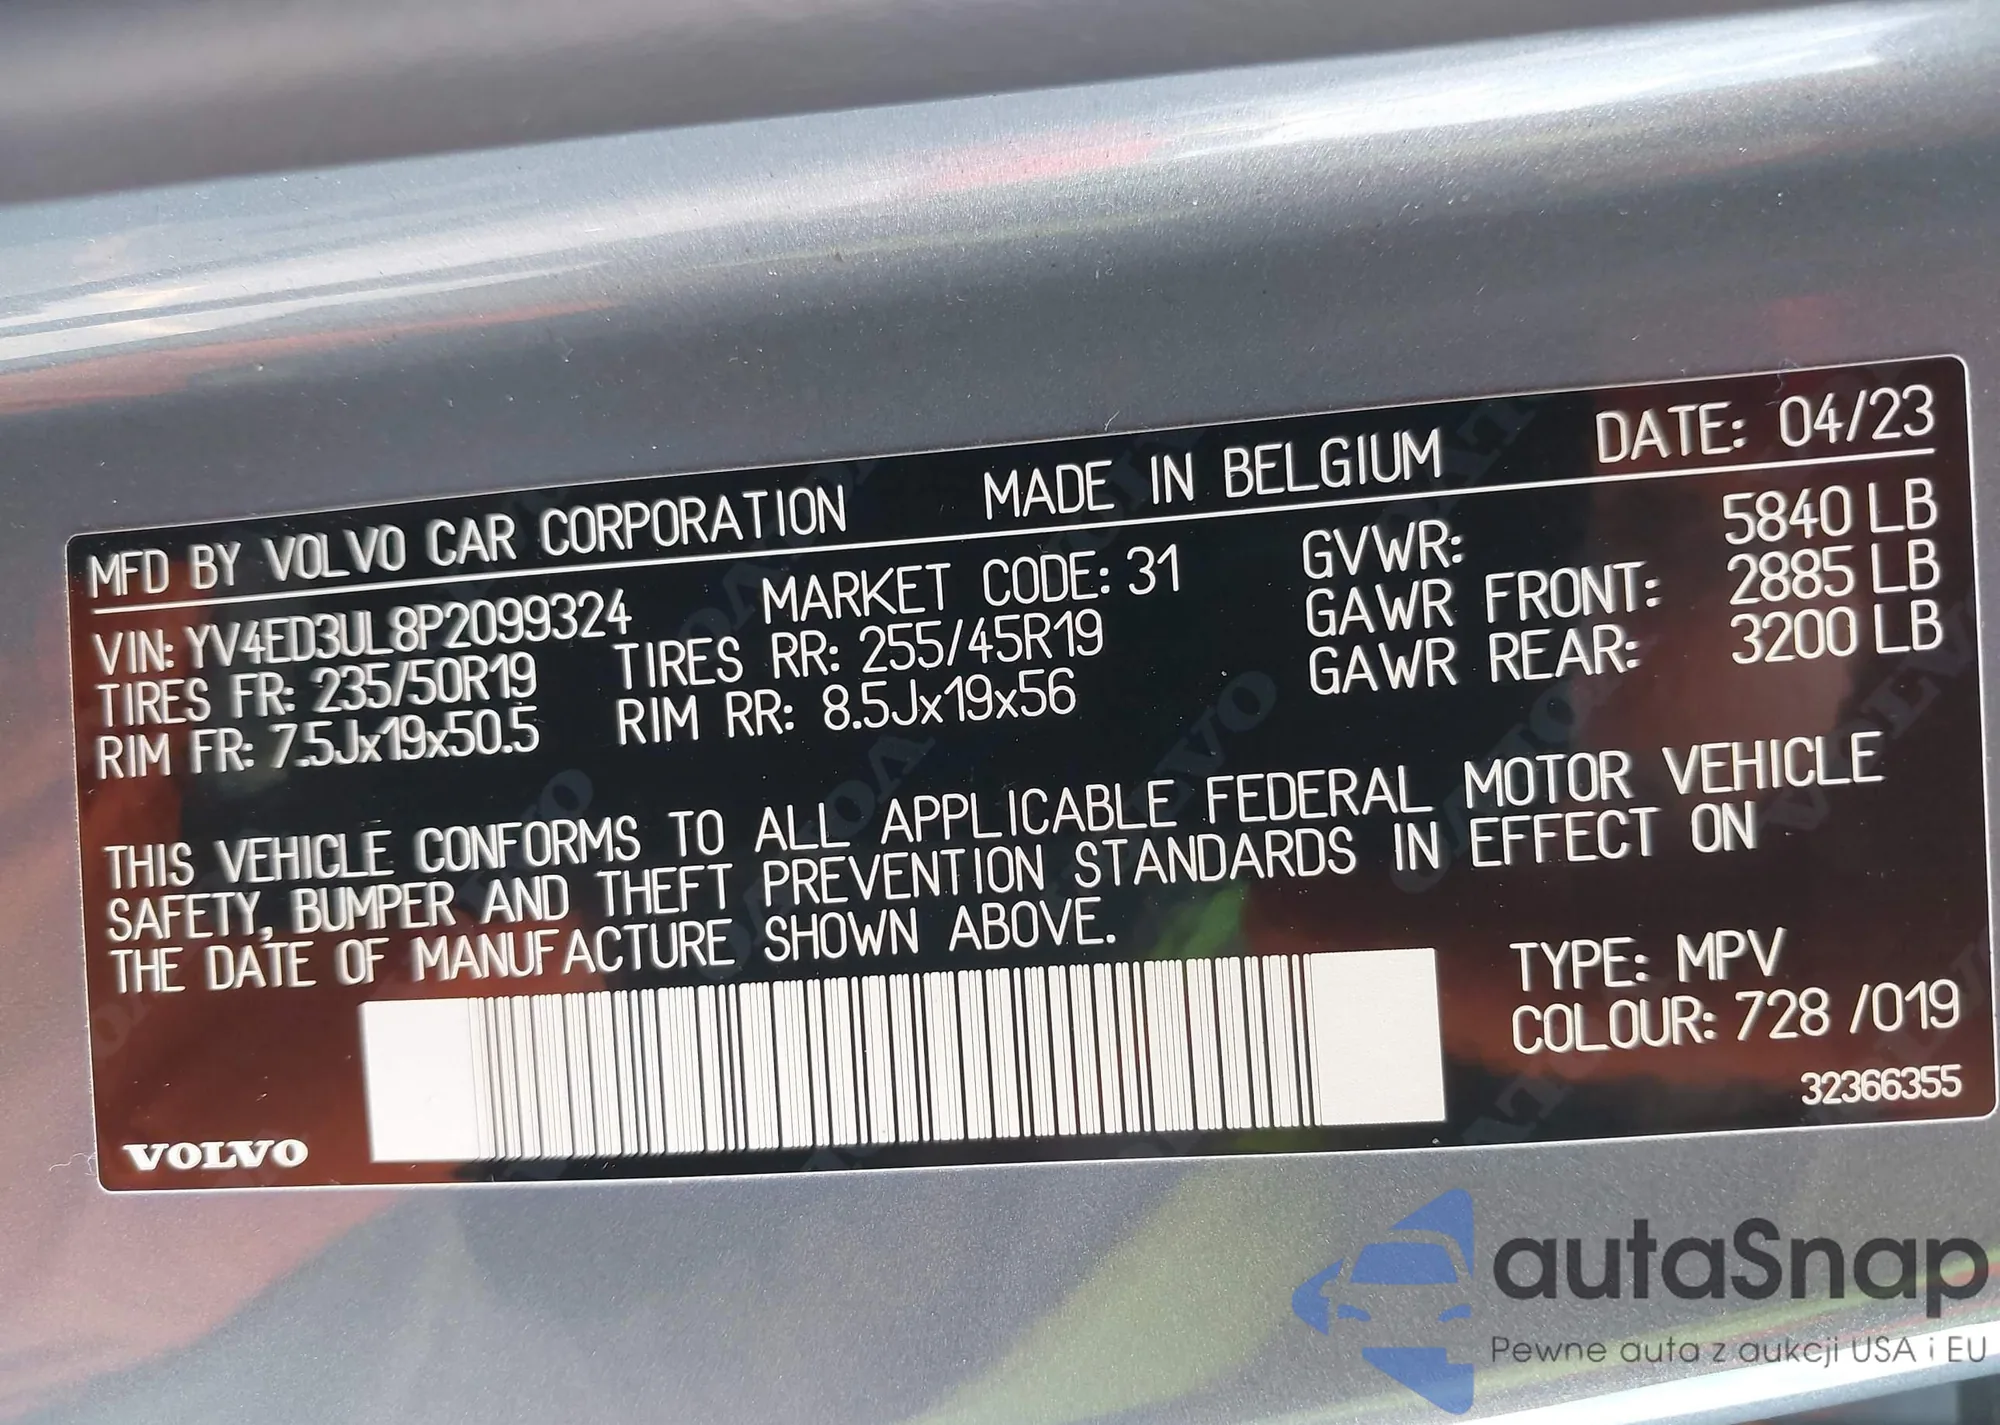 MFD BY VOLVO CAR CORPORATION MADE IN BELGIUM DATE: 04/23
VIN: YV4ED3UL8P2099324 MARKET CODE: 31 GVWR: 5840 LB
TIRES FR: 235/50R19 TIRES RR: 255/45R19 GAWR FRONT: 2885 LB
RIM FR: 7.5Jx19x50.5 RIM RR: 8.5Jx19x56 GAWR REAR: 3200 LB
THIS VEHICLE CONFORMS TO ALL APPLICABLE FEDERAL MOTOR VEHICLE
SAFETY, BUMPER AND THEFT PREVENTION STANDARDS IN EFFECT ON
THE DATE OF MANUFACTURE SHOWN ABOVE.
TYPE: MPV
COLOUR: 728 /019
32366355
VOLVO
autaSnap
Pewne auta z aukcji USA i EU